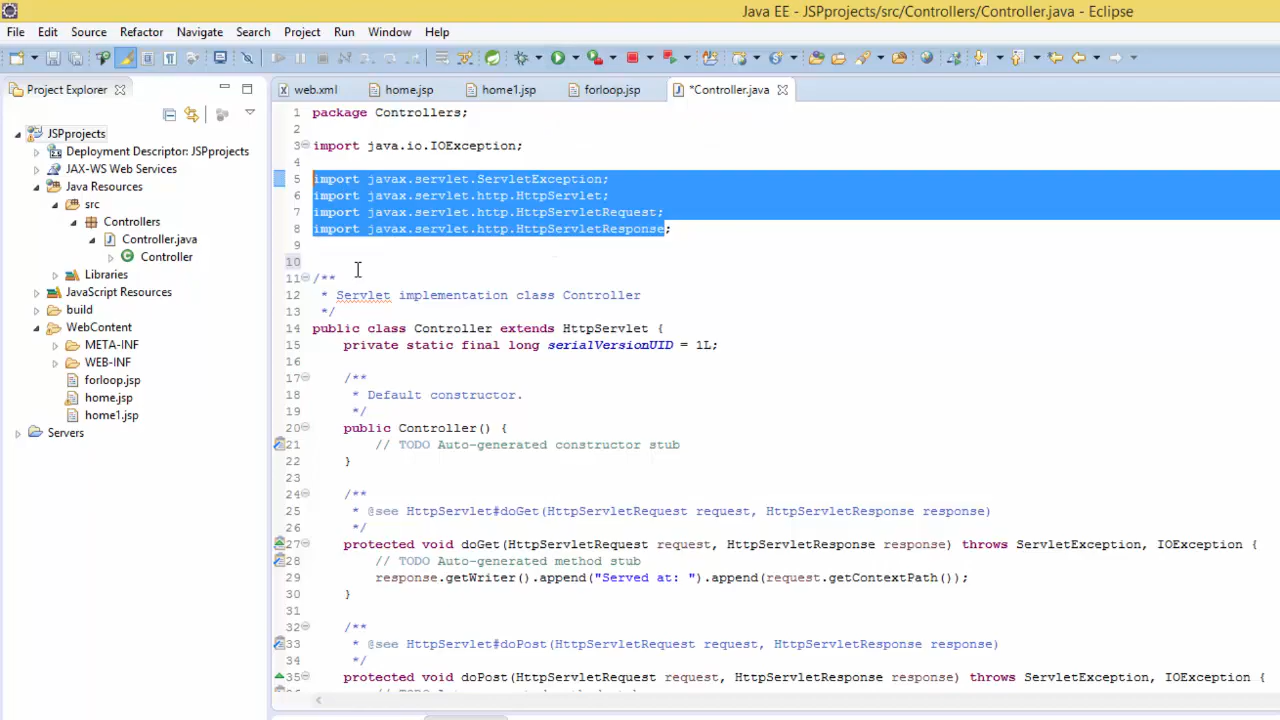 Java EE - JSPprojects/src/Controllers/Controller.java - Eclipse
File Edit Source Refactor Navigate Search Project Run Window Help
Project Explorer
web.xml home.jsp home1.jsp forloop.jsp *Controller.java
JSPprojects
Deployment Descriptor: JSPprojects
JAX-WS Web Services
Java Resources
src
Controllers
Controller.java
Controller
Libraries
JavaScript Resources
build
WebContent
META-INF
WEB-INF
forloop.jsp
home.jsp
home1.jsp
Servers
1 package Controllers;
2
3 import java.io.IOException;
4
5 import javax.servlet.ServletException;
6 import javax.servlet.http.HttpServlet;
7 import javax.servlet.http.HttpServletRequest;
8 import javax.servlet.http.HttpServletResponse;
9
10
11 /**
12 * Servlet implementation class Controller
13 */
14 public class Controller extends HttpServlet {
15 private static final long serialVersionUID = 1L;
16
17 /**
18 * Default constructor.
19 */
20 public Controller() {
21 // TODO Auto-generated constructor stub
22 }
23
24 /**
25 * @see HttpServlet#doGet(HttpServletRequest request, HttpServletResponse response)
26 */
27 protected void doGet(HttpServletRequest request, HttpServletResponse response) throws ServletException, IOException {
28 // TODO Auto-generated method stub
29 response.getWriter().append("Served at: ").append(request.getContextPath());
30 }
31
32 /**
33 * @see HttpServlet#doPost(HttpServletRequest request, HttpServletResponse response)
34 */
35 protected void doPost(HttpServletRequest request, HttpServletResponse response) throws ServletException, IOException {